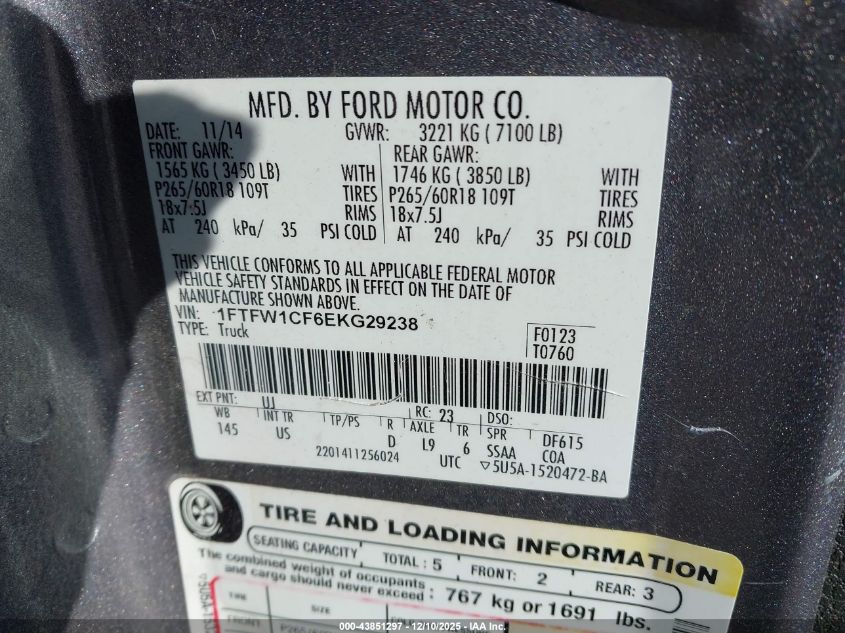 MFD. BY FORD MOTOR CO.
DATE: 11/14 GVWR: 3221 KG ( 7100 LB)
FRONT GAWR: REAR GAWR:
1565 KG ( 3450 LB) WITH 1746 KG ( 3850 LB) WITH
P265/60R18 109T TIRES P265/60R18 109T TIRES
18x7.5J RIMS 18x7.5J RIMS
AT 240 kPa/ 35 PSI COLD AT 240 kPa/ 35 PSI COLD
THIS VEHICLE CONFORMS TO ALL APPLICABLE FEDERAL MOTOR
VEHICLE SAFETY STANDARDS IN EFFECT ON THE DATE OF
MANUFACTURE SHOWN ABOVE.
VIN: 1FTFW1CF6EKG29238
TYPE: Truck
F0123
T0760
EXT PNT: UJ RC: 23 DSO:
WB INT TR TP/PS R AXLE TR SPR DF615
145 US D L9 6 SSAA COA
2201411256024 UTC ▽5U5A-1520472-BA
TIRE AND LOADING INFORMATION
SEATING CAPACITY TOTAL : 5 FRONT: 2 REAR: 3
The combined weight of occupants
and cargo should never exceed : 767 kg or 1691 lbs.
TIRE SIZE
FRONT
000-43851297 - 12/10/2025 - IAA Inc.